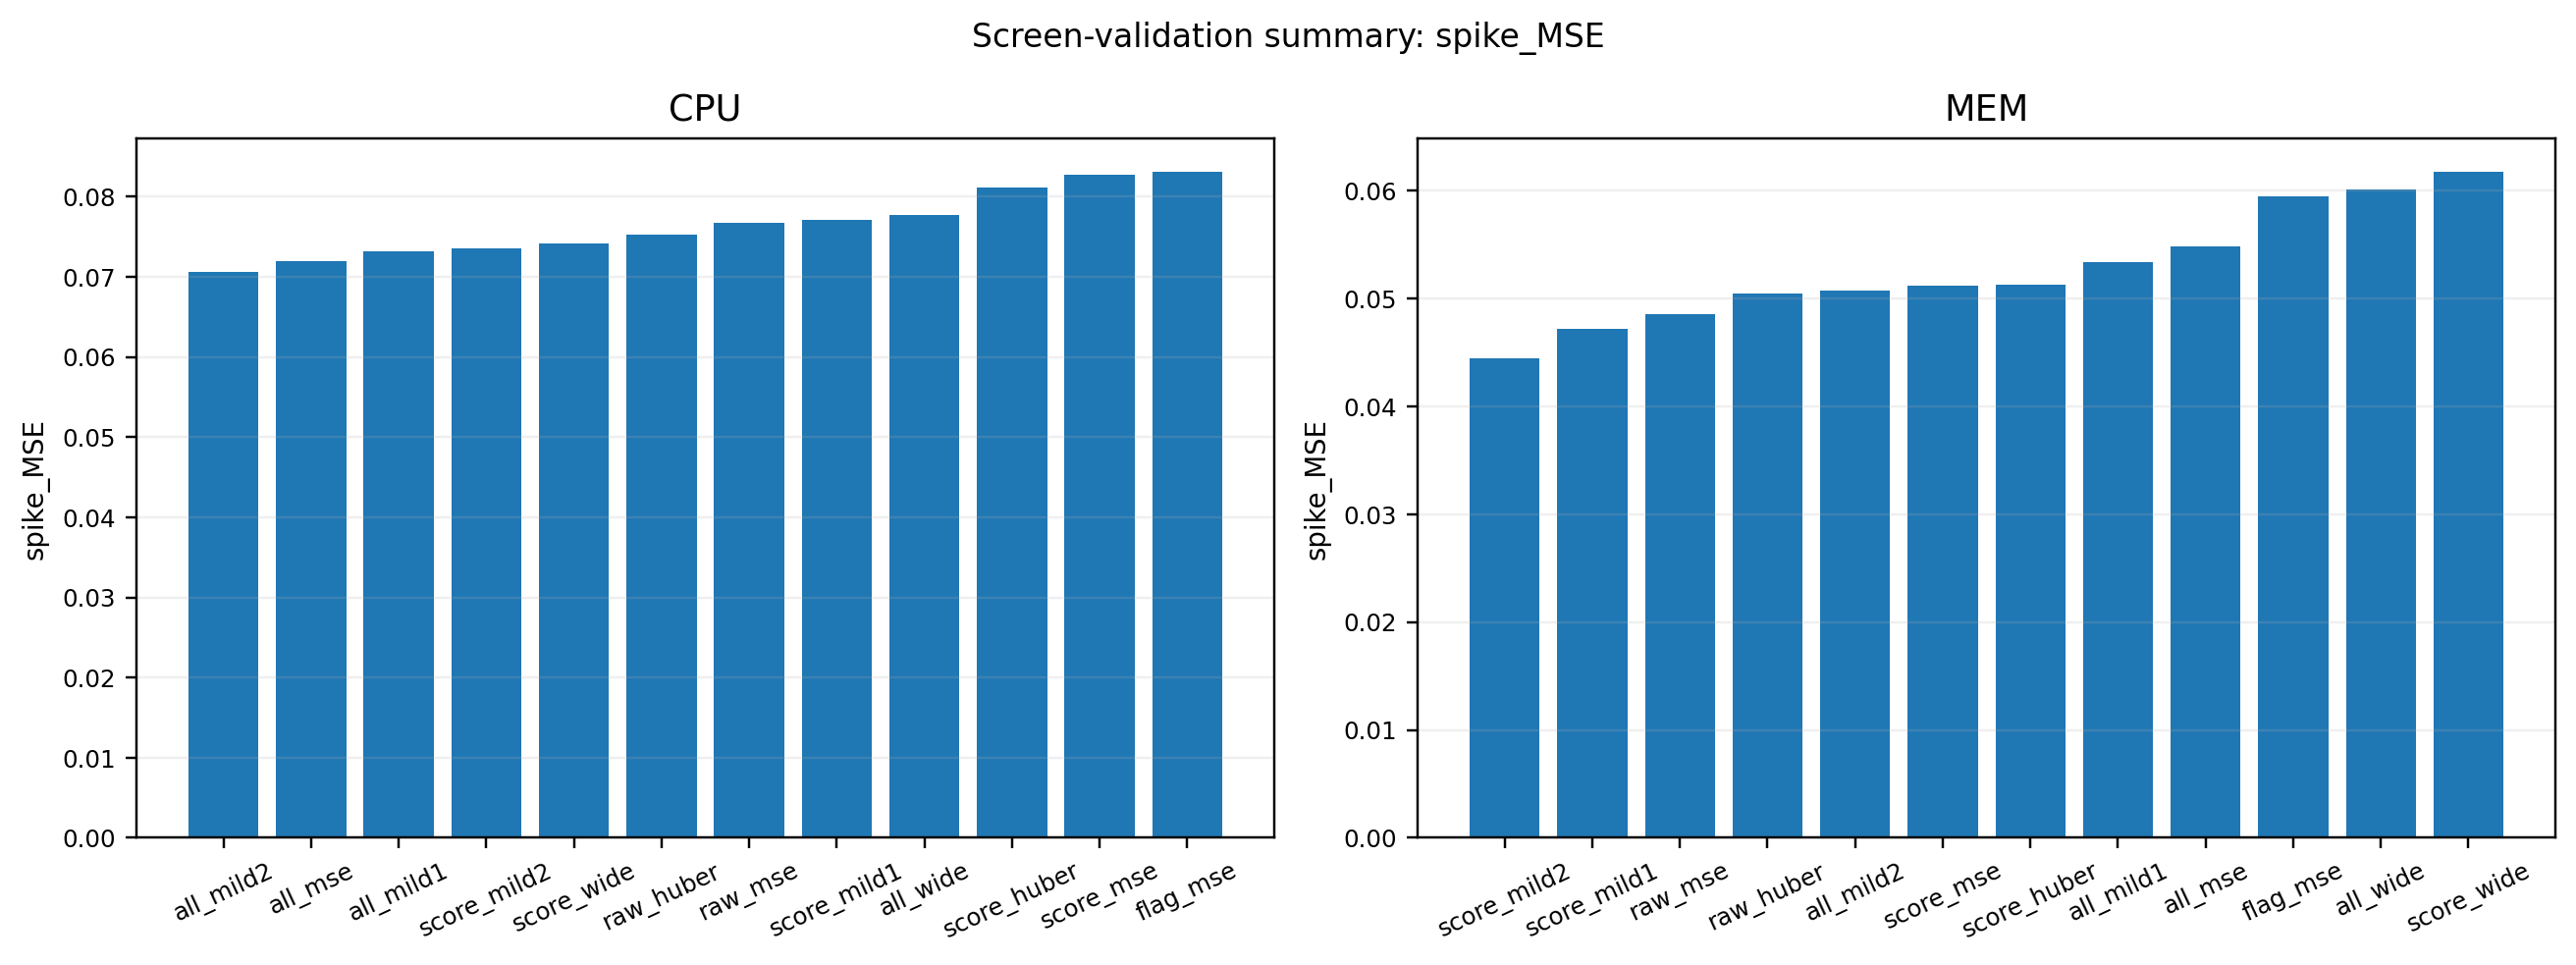 Screen-validation summary: spike_MSE
CPU
spike_MSE
0.08
0.07
0.06
0.05
0.04
0.03
0.02
0.01
0.00
all_mild2
all_mse
all_mild1
score_mild2
score_wide
raw_huber
raw_mse
score_mild1
all_wide
score_huber
score_mse
flag_mse
MEM
spike_MSE
0.06
0.05
0.04
0.03
0.02
0.01
0.00
score_mild2
score_mild1
raw_mse
raw_huber
all_mild2
score_mse
score_huber
all_mild1
all_mse
flag_mse
all_wide
score_wide